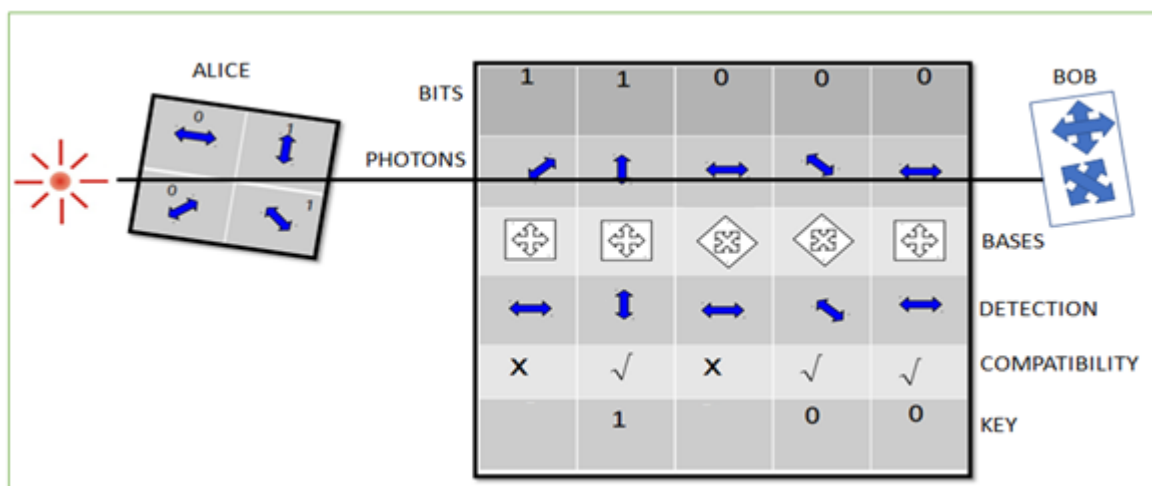 ALICE
0 1
0 1
BITS 1 1 0 0 0
BOB
PHOTONS
BASES
DETECTION
X √ X √ √ COMPATIBILITY
1 0 0 KEY